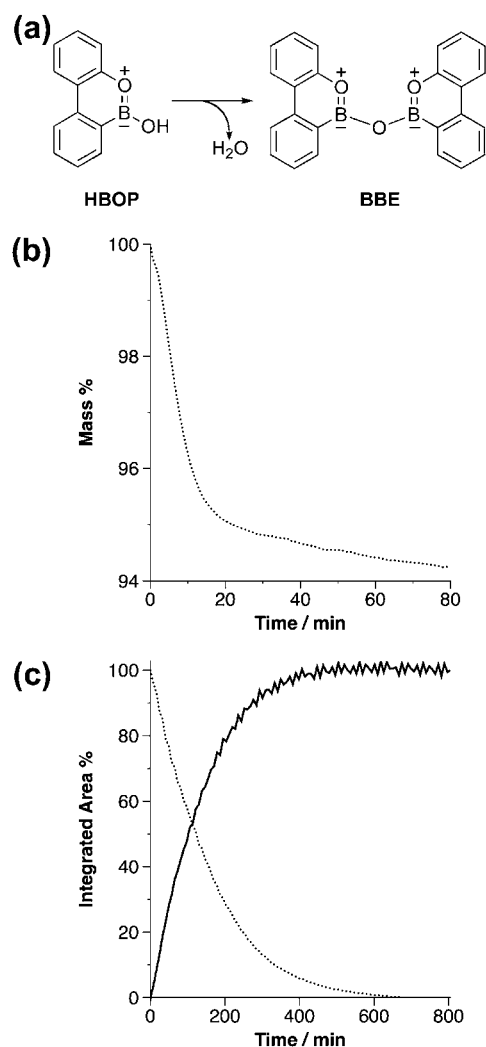 (a)
+
O
B
−
OH
H2O
+
O
B
−
O
+
O
B
−
HBOP
BBE
(b)
100
98
96
94
Mass %
0 20 40 60 80
Time / min
(c)
100
80
60
40
20
0
Integrated Area %
0 200 400 600 800
Time / min